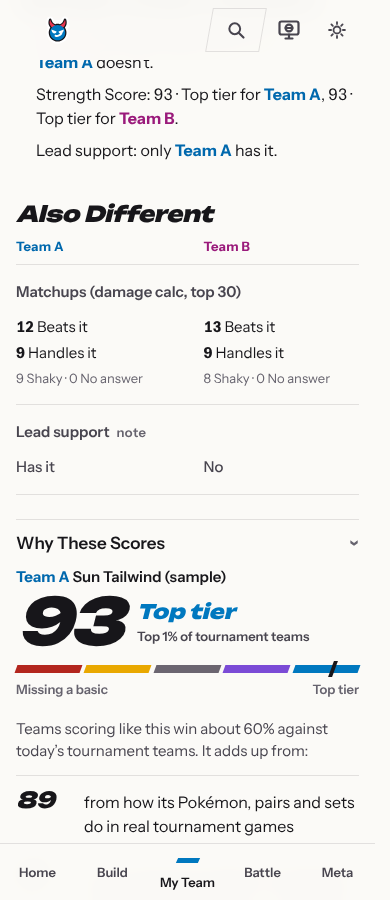 Team A doesn't.
Strength Score: 93 · Top tier for Team A, 93 ·
Top tier for Team B.
Lead support: only Team A has it.
Also Different
Team A
Team B
Matchups (damage calc, top 30)
12 Beats it
13 Beats it
9 Handles it
9 Handles it
9 Shaky · 0 No answer
8 Shaky · 0 No answer
Lead support note
Has it
No
Why These Scores
Team A Sun Tailwind (sample)
93
Top tier
Top 1% of tournament teams
Missing a basic
Top tier
Teams scoring like this win about 60% against
today's tournament teams. It adds up from:
89
from how its Pokémon, pairs and sets
do in real tournament games
Home
Build
My Team
Battle
Meta